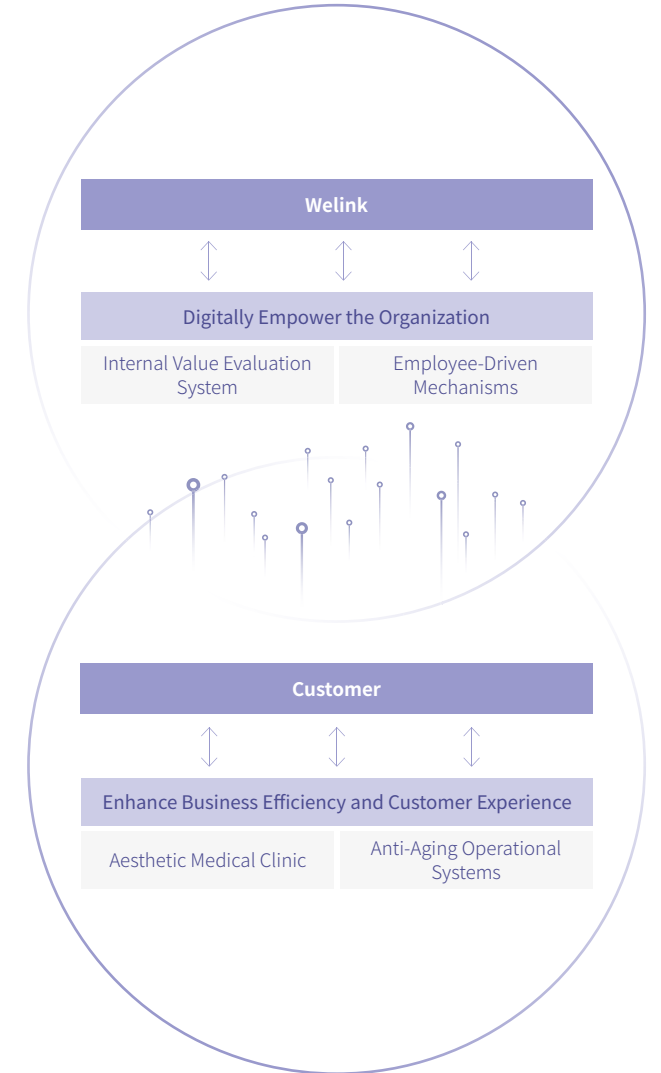 Welink
Digitally Empower the Organization
Internal Value Evaluation
System
Employee-Driven
Mechanisms
Customer
Enhance Business Efficiency and Customer Experience
Aesthetic Medical Clinic
Anti-Aging Operational
Systems